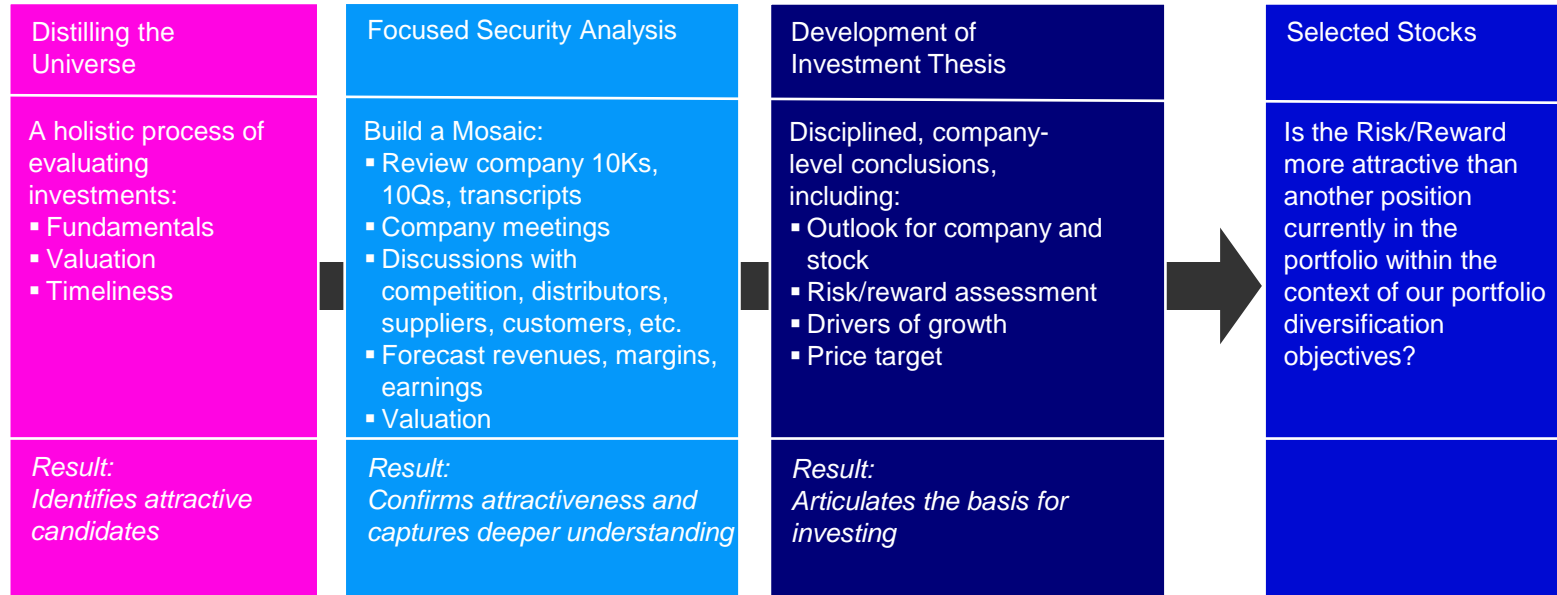 Distilling the
Universe
A holistic process of
evaluating
investments:
▪ Fundamentals
▪ Valuation
▪ Timeliness
Result:
Identifies attractive
candidates
Focused Security Analysis
Build a Mosaic:
▪ Review company 10Ks,
10Qs, transcripts
▪ Company meetings
▪ Discussions with
competition, distributors,
suppliers, customers, etc.
▪ Forecast revenues, margins,
earnings
▪ Valuation
Result:
Confirms attractiveness and
captures deeper understanding
Development of
Investment Thesis
Disciplined, company-
level conclusions,
including:
▪ Outlook for company and
stock
▪ Risk/reward assessment
▪ Drivers of growth
▪ Price target
Result:
Articulates the basis for
investing
Selected Stocks
Is the Risk/Reward
more attractive than
another position
currently in the
portfolio within the
context of our portfolio
diversification
objectives?